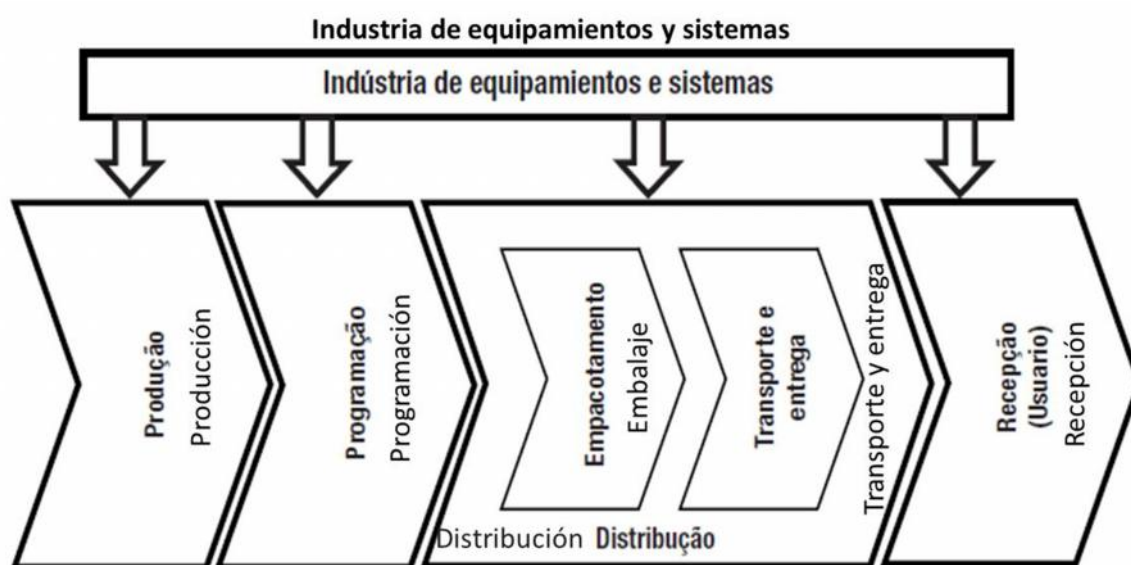 Industria de equipamientos y sistemas
Indústria de equipamentos e sistemas
Produção
Producción
Programação
Programación
Empacotamento
Embalaje
Transporte e
entrega
Transporte y entrega
Distribución Distribução
Recepção
(Usuario)
Recepción